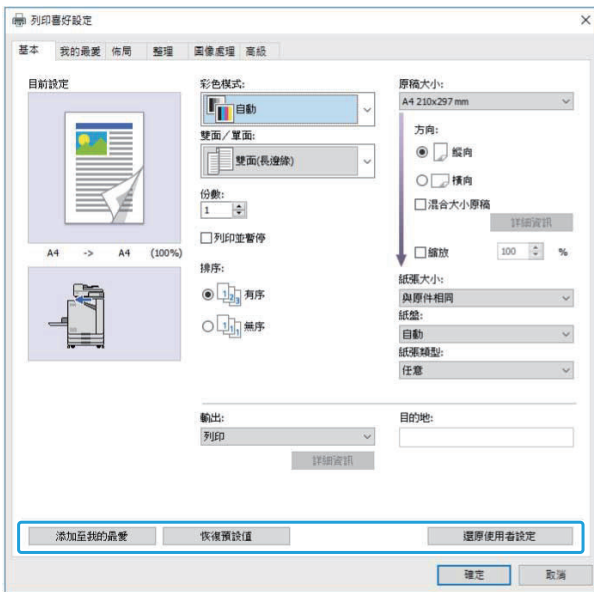 列印喜好設定
基本 我的最愛 佈局 整理 圖像處理 高級
目前設定
A4 -> A4 (100%)
彩色模式:
自動
雙面／單面:
雙面(長邊緣)
份數:
1
列印並暫停
排序:
有序
無序
原稿大小:
A4 210x297 mm
方向:
縱向
橫向
混合大小原稿
詳細資訊
縮放 100 %
紙張大小:
與原件相同
紙盤:
自動
紙張類型:
任意
輸出:
列印
詳細資訊
目的地:
添加至我的最愛 恢復預設值 還原使用者設定
確定 取消